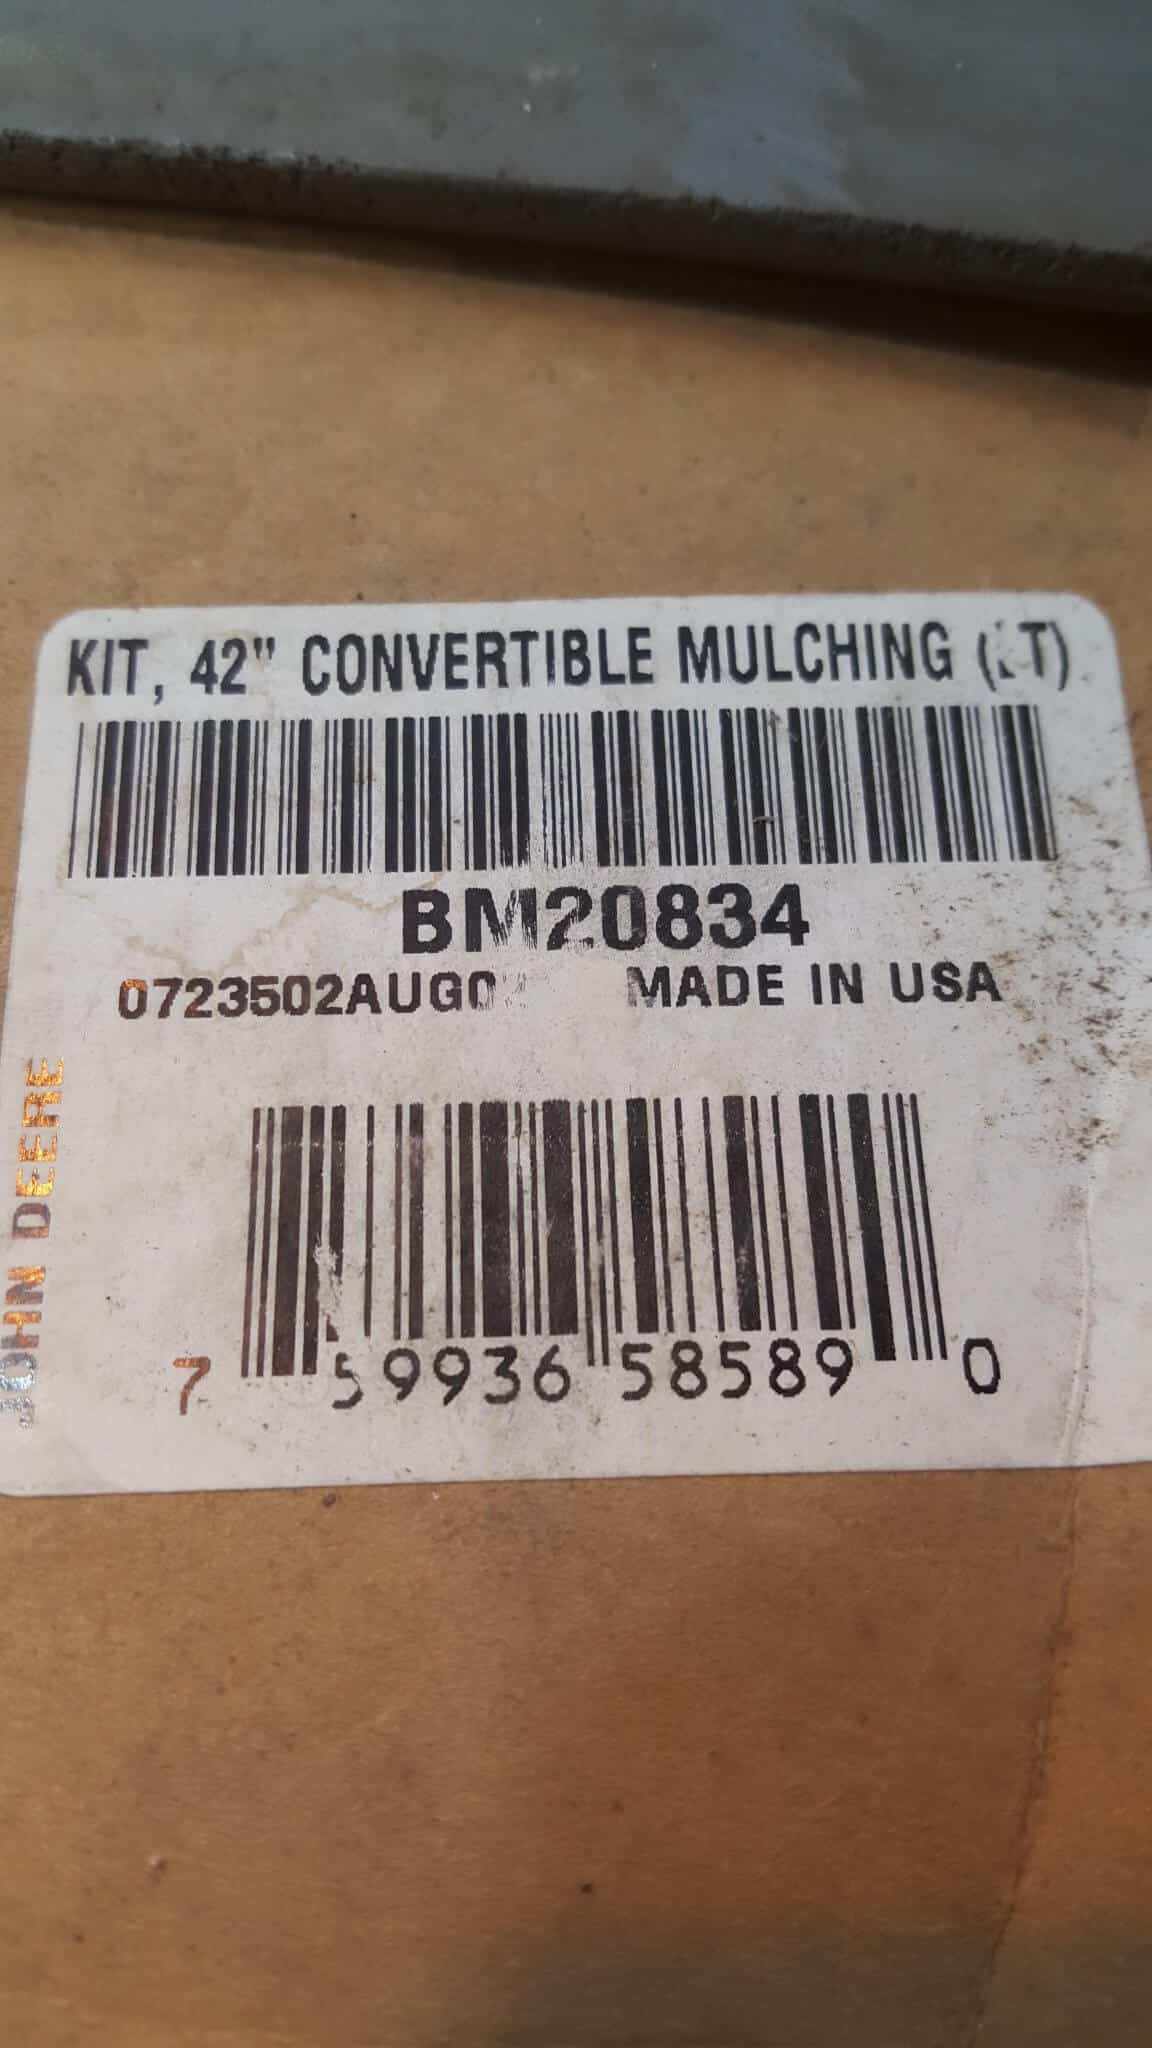 KIT, 42" CONVERTIBLE MULCHING
BM20834
MADE IN USA
JOHN DEERE
7 59936 58589 0